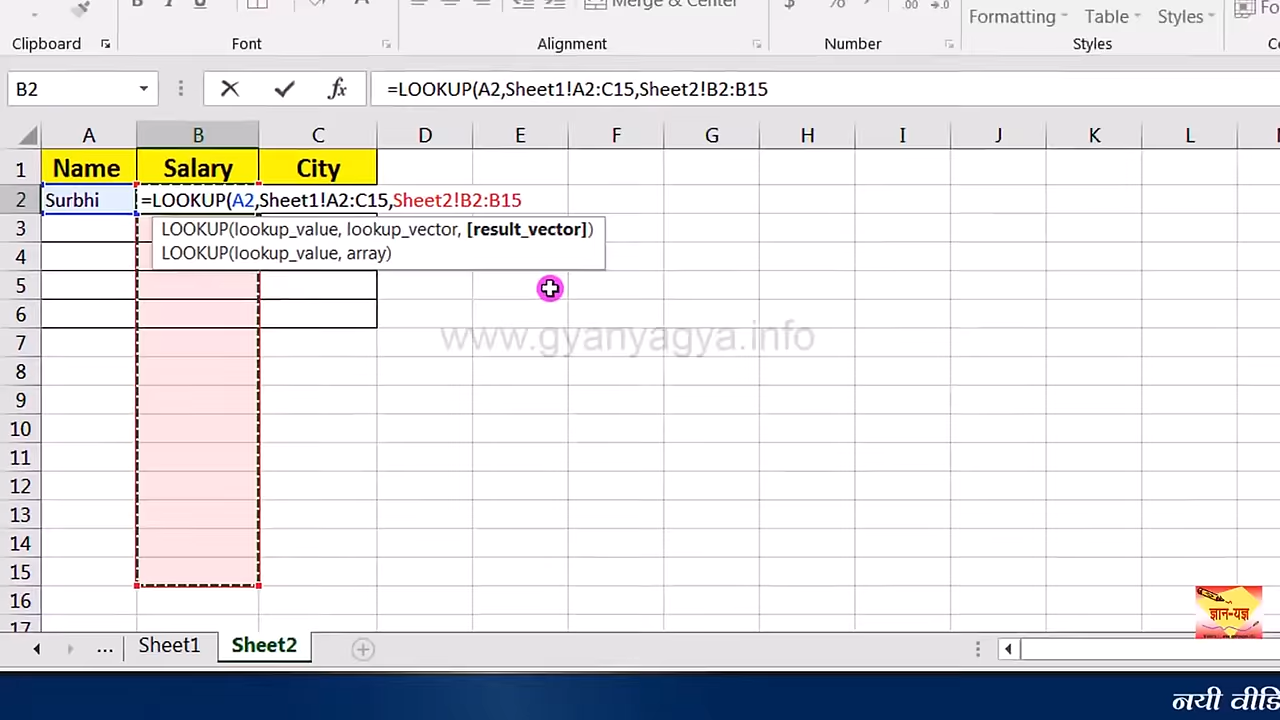 Merge & Center
Formatting Table Styles
Clipboard Font Alignment Number Styles
B2 fx =LOOKUP(A2,Sheet1!A2:C15,Sheet2!B2:B15
A B C D E F G H I J K L
1 Name Salary City
2 Surbhi =LOOKUP(A2,Sheet1!A2:C15,Sheet2!B2:B15
3 LOOKUP(lookup_value, lookup_vector, [result_vector])
4 LOOKUP(lookup_value, array)
5
6
7 www.gyanyagya.info
8
9
10
11
12
13
14
15
16
17
ज्ञान-यज्ञ
... Sheet1 Sheet2
नयी